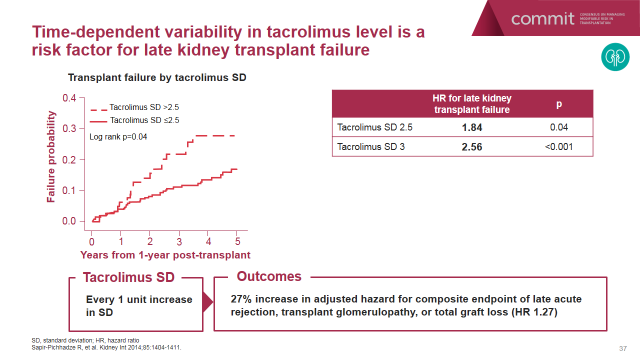 commit
CONSENSUS ON MANAGING
MODIFIABLE RISK IN
TRANSPLANTATION
Time-dependent variability in tacrolimus level is a
risk factor for late kidney transplant failure
Transplant failure by tacrolimus SD
Failure probability
0.4
0.3
0.2
0.1
0.0
Tacrolimus SD >2.5
Tacrolimus SD ≤2.5
Log rank p=0.04
0 1 2 3 4 5
Years from 1-year post-transplant
HR for late kidney
transplant failure p
Tacrolimus SD 2.5 1.84 0.04
Tacrolimus SD 3 2.56 <0.001
Tacrolimus SD
Every 1 unit increase
in SD
Outcomes
27% increase in adjusted hazard for composite endpoint of late acute
rejection, transplant glomerulopathy, or total graft loss (HR 1.27)
SD, standard deviation; HR, hazard ratio
Sapir-Pichhadze R, et al. Kidney Int 2014;85:1404-1411.
37